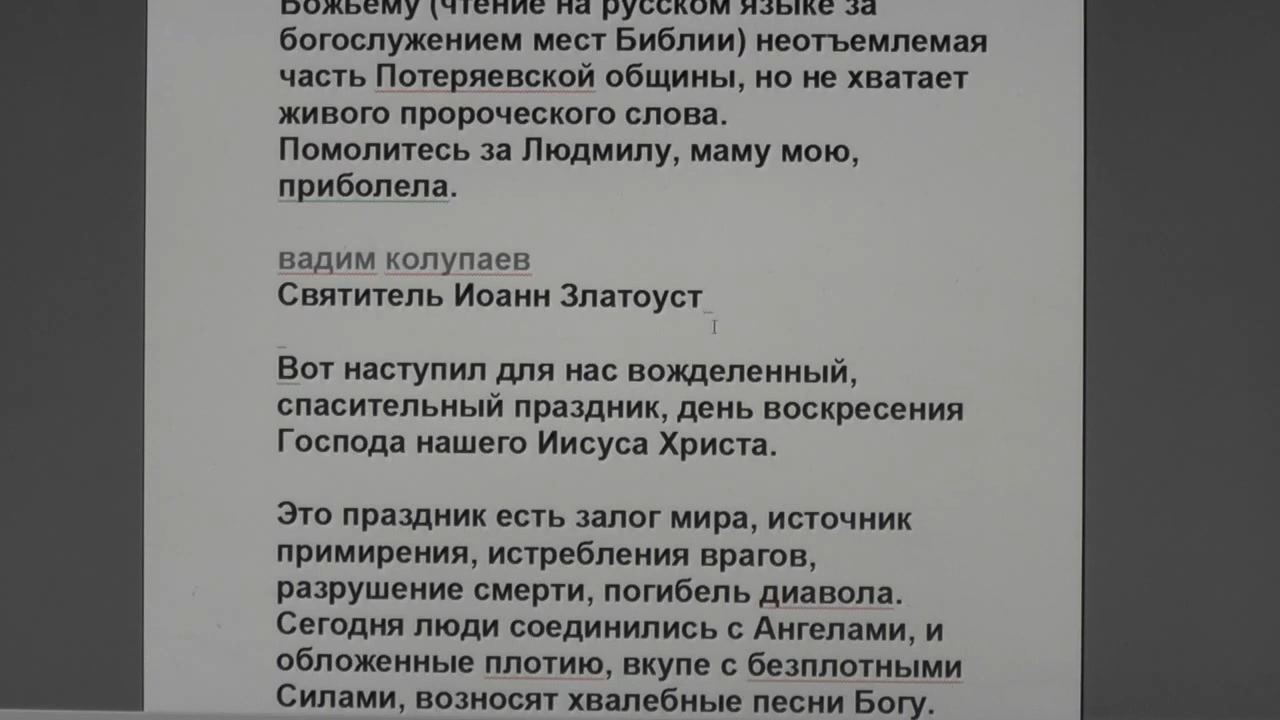 Божьему (чтение на русском языке за
богослужением мест Библии) неотъемлемая
часть Потеряевской общины, но не хватает
живого пророческого слова.
Помолитесь за Людмилу, маму мою,
приболела.
вадим колупаев
Святитель Иоанн Златоуст
Вот наступил для нас вожделенный,
спасительный праздник, день воскресения
Господа нашего Иисуса Христа.
Это праздник есть залог мира, источник
примирения, истребления врагов,
разрушение смерти, погибель диавола.
Сегодня люди соединились с Ангелами, и
обложенные плотию, вкупе с безплотными
Силами, возносят хвалебные песни Богу.